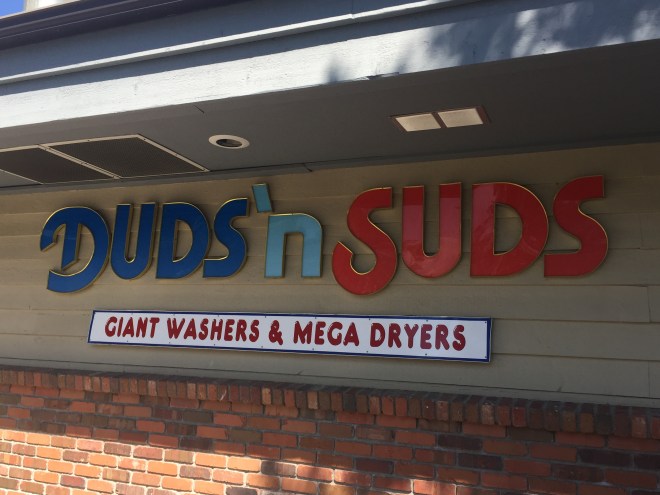 DUDS 'n SUDS
GIANT WASHERS & MEGA DRYERS